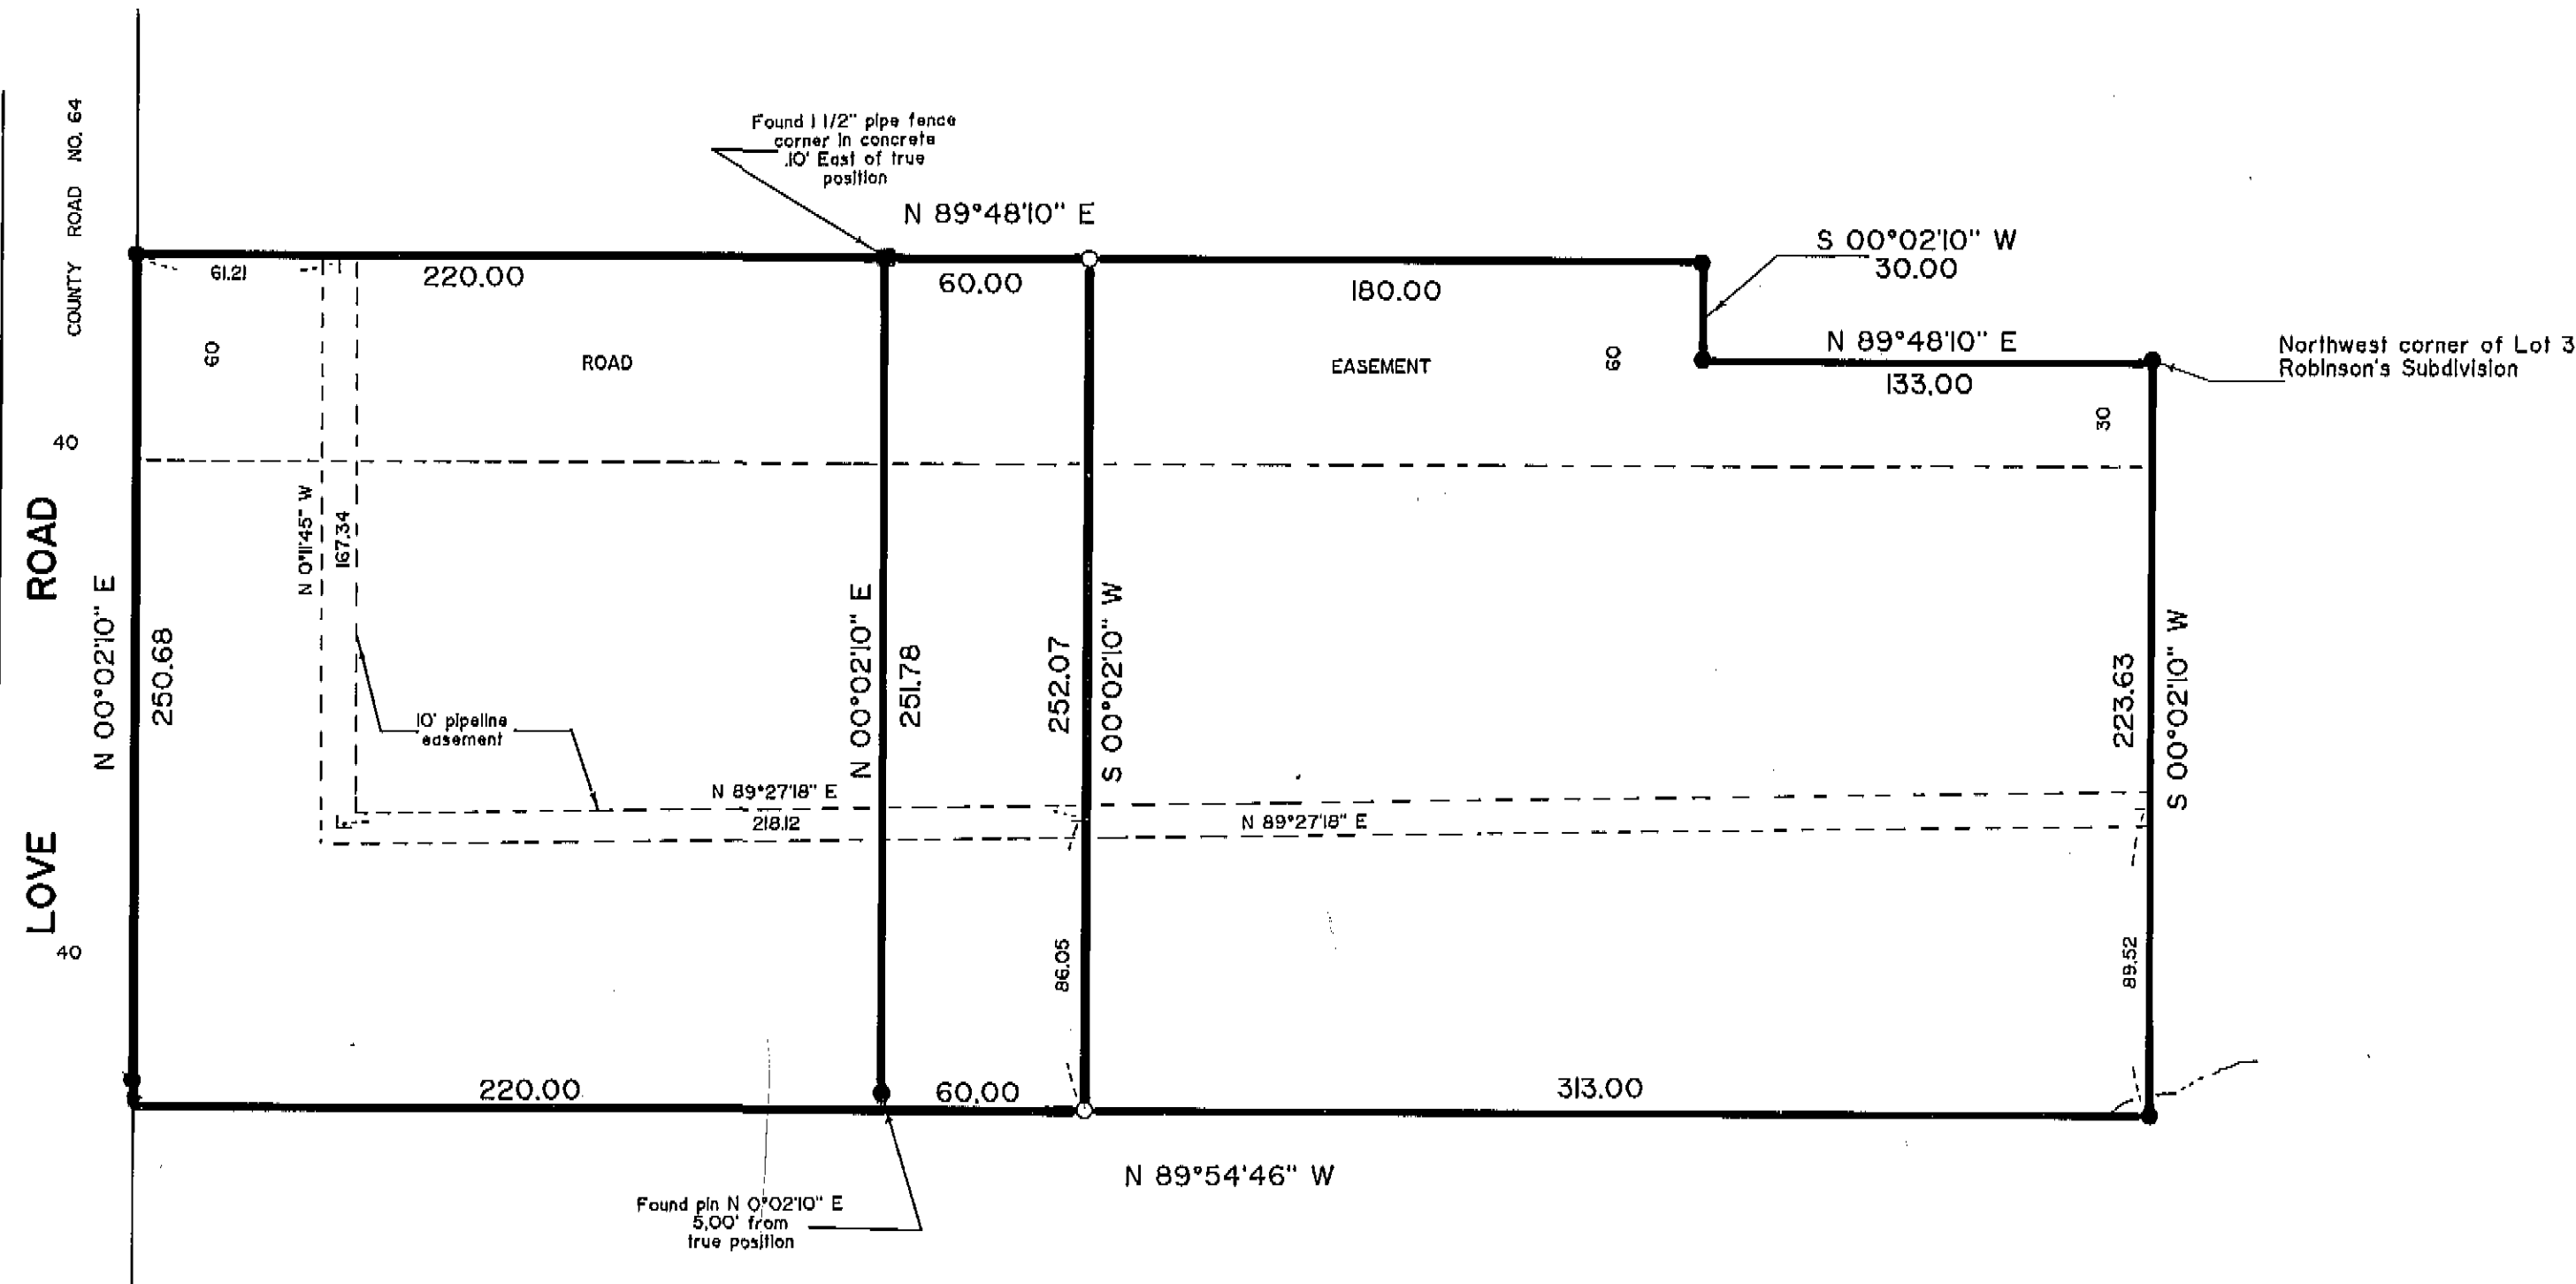 COUNTY ROAD NO. 64
Found 1 1/2" pipe fence
corner in concrete
.10' East of true
position
N 89°48'10" E
S 00°02'10" W
30.00
61.21
220.00
60.00
180.00
60
ROAD
EASEMENT
60
N 89°48'10" E
133.00
Northwest corner of Lot 3
Robinson's Subdivision
30
40
LOVE ROAD
40
N 00°02'10" E
250.68
N 0°11'45" W
167.34
10' pipeline
easement
N 00°02'10" E
251.78
252.07
S 00°02'10" W
223.63
S 00°02'10" W
N 89°27'18" E
218.12
N 89°27'18" E
86.05
89.52
220.00
60.00
313.00
N 89°54'46" W
Found pin N 0°02'10" E
5.00' from
true position